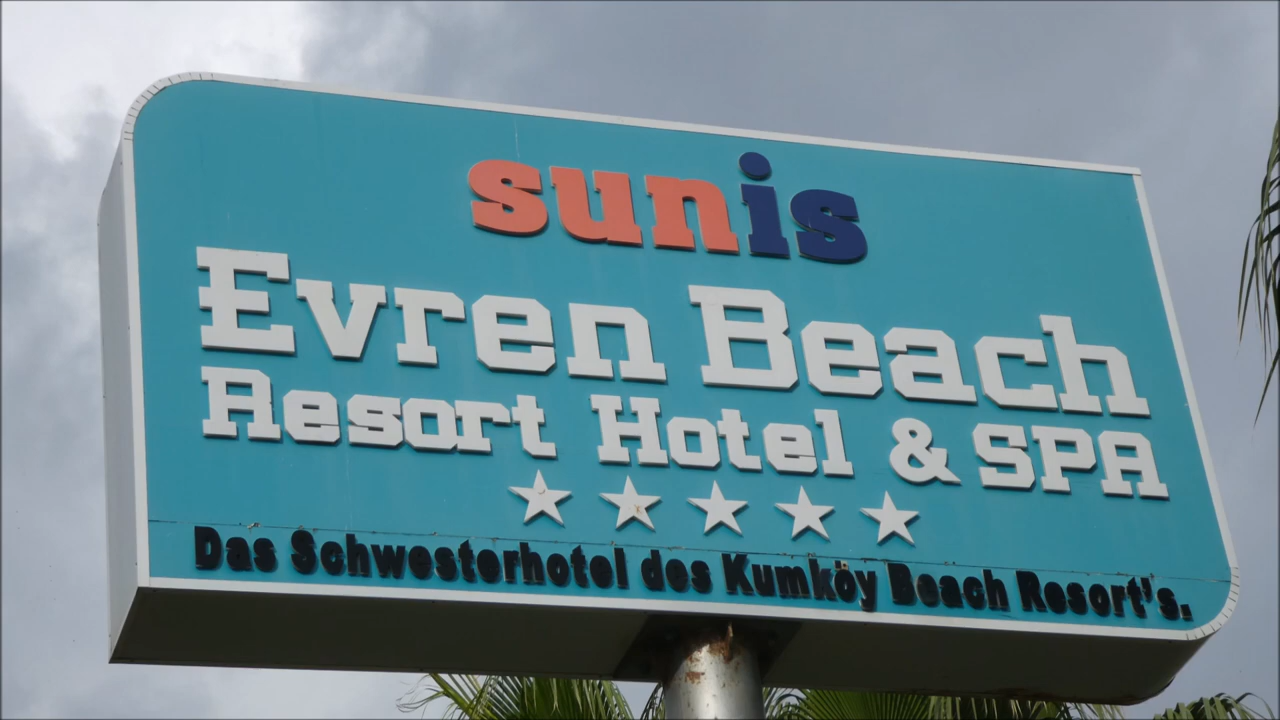 sunis
Evren Beach
Resort Hotel & SPA
Das Schwesterhotel des Kumköy Beach Resort's.